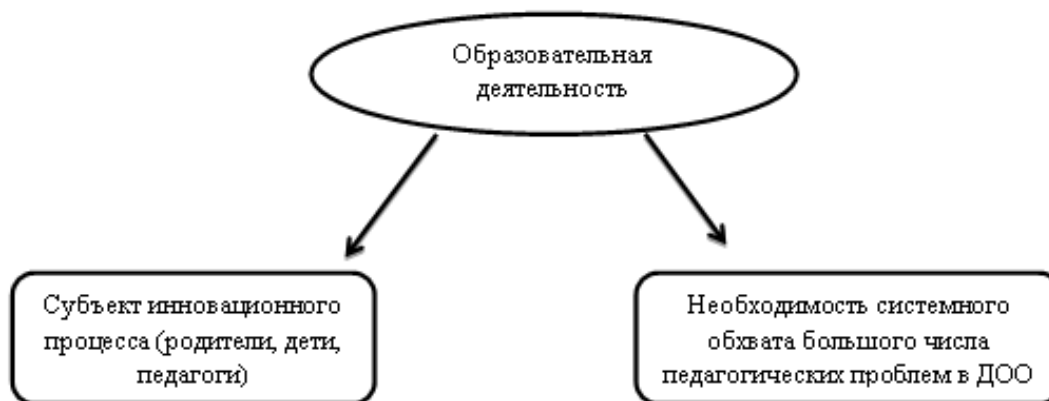 Образовательная
деятельность
Субъект инновационного
процесса (родители, дети,
педагоги)
Необходимость системного
обхвата большого числа
педагогических проблем в ДОО